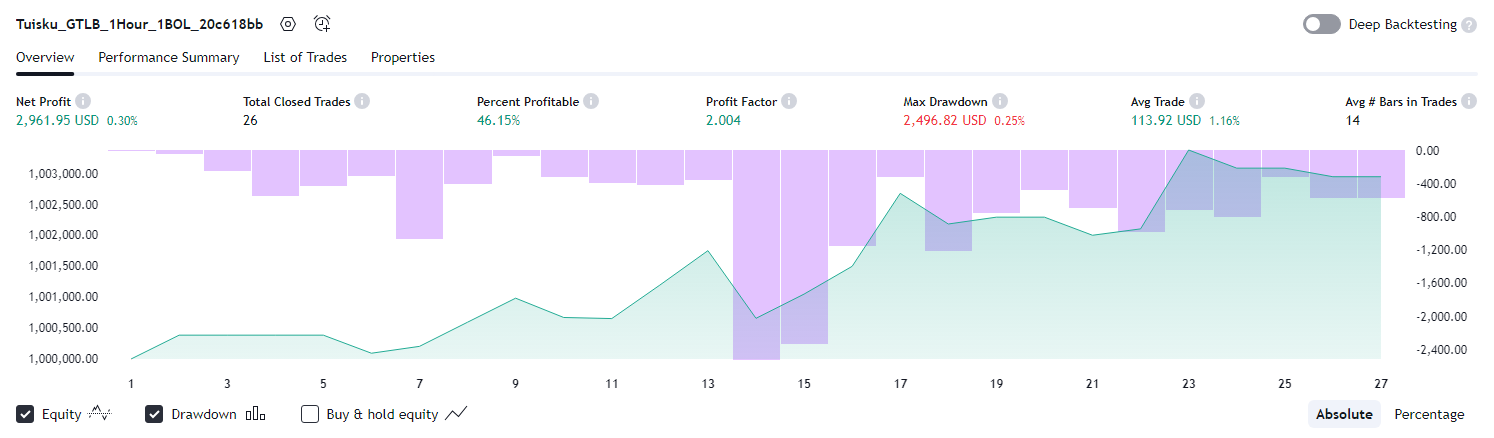 Tuisku_GTLB_1Hour_1BOL_20c618bb Deep Backtesting
Overview Performance Summary List of Trades Properties
Net Profit Total Closed Trades Percent Profitable Profit Factor Max Drawdown Avg Trade Avg # Bars in Trades
2,961.95 USD 0.30% 26 46.15% 2.004 2,496.82 USD 0.25% 113.92 USD 1.16% 14
0.00
1,003,000.00 -400.00
1,002,500.00 -800.00
1,002,000.00 -1,200.00
1,001,500.00 -1,600.00
1,001,000.00 -2,000.00
1,000,500.00 -2,400.00
1,000,000.00
1 3 5 7 9 11 13 15 17 19 21 23 25 27
Equity Drawdown Buy & hold equity Absolute Percentage